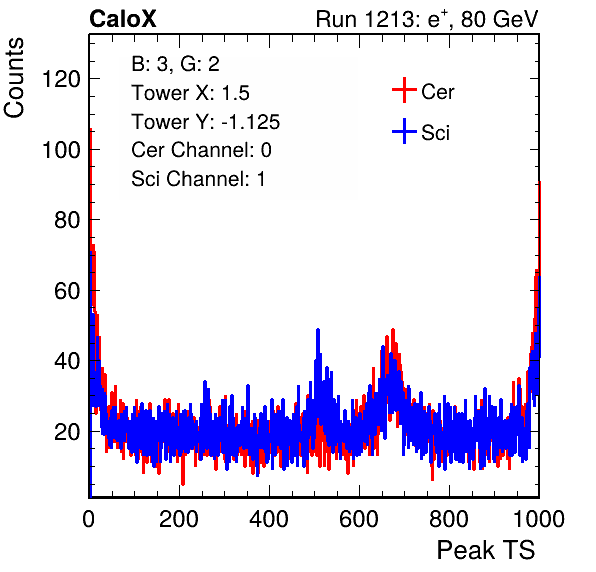 CaloX Run 1213: e⁺, 80 GeV
Counts
B: 3, G: 2
Tower X: 1.5
Tower Y: -1.125
Cer Channel: 0
Sci Channel: 1
Cer
Sci
120
100
80
60
40
20
0 200 400 600 800 1000
Peak TS